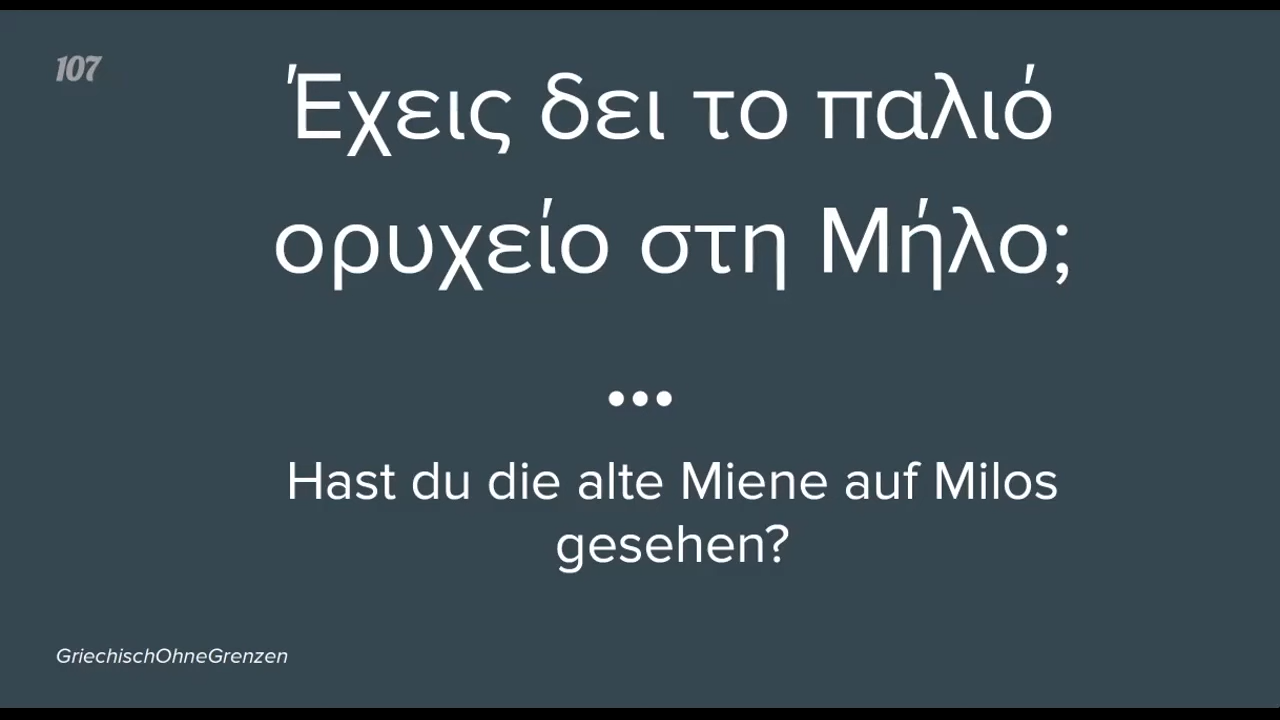 107
Έχεις δει το παλιό
ορυχείο στη Μήλο;
...
Hast du die alte Miene auf Milos
gesehen?
GriechischOhneGrenzen